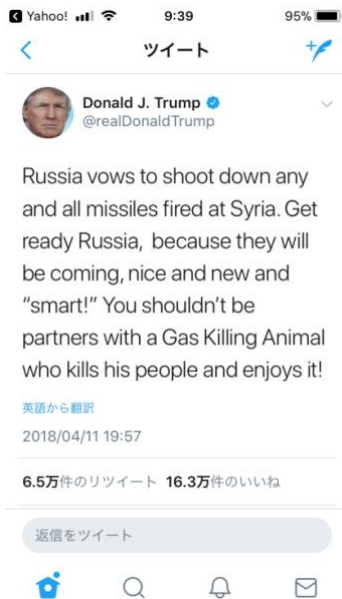 Yahoo!
9:39
95%
ツイート
Donald J. Trump
@realDonaldTrump
Russia vows to shoot down any
and all missiles fired at Syria. Get
ready Russia, because they will
be coming, nice and new and
“smart!” You shouldn’t be
partners with a Gas Killing Animal
who kills his people and enjoys it!
英語から翻訳
2018/04/11 19:57
6.5万件のリツイート 16.3万件のいいね
返信をツイート